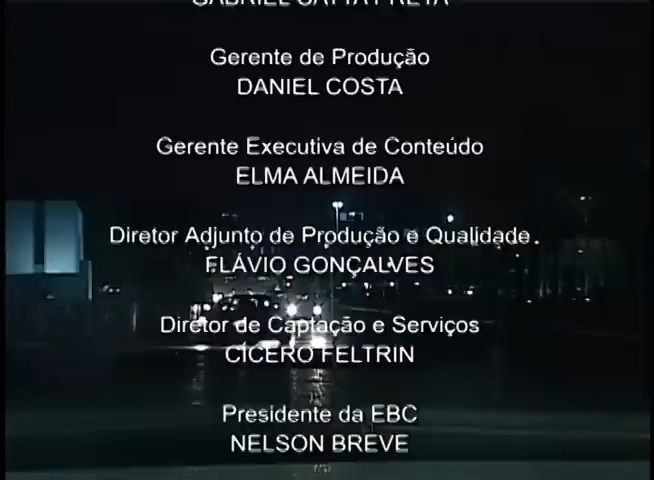 Gerente de Produção
DANIEL COSTA
Gerente Executiva de Conteúdo
ELMA ALMEIDA
Diretor Adjunto de Produção e Qualidade
FLÁVIO GONÇALVES
Diretor de Captação e Serviços
CÍCERO FELTRIN
Presidente da EBC
NELSON BREVE